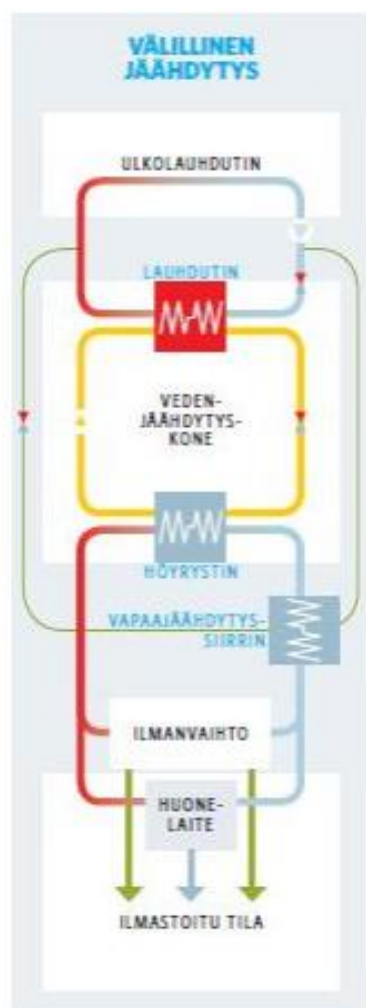 VÄLILLINEN
JÄÄHDYTYS
ULKOLAUHDUTIN
LAUHDUTIN
VEDEN-
JÄÄHDYTYS-
KONE
HÖYRYSTIN
VAPAAJÄÄHDYTYS-
SIIRRIN
ILMANVAIHTO
HUONE-
LAITE
ILMASTOITU TILA